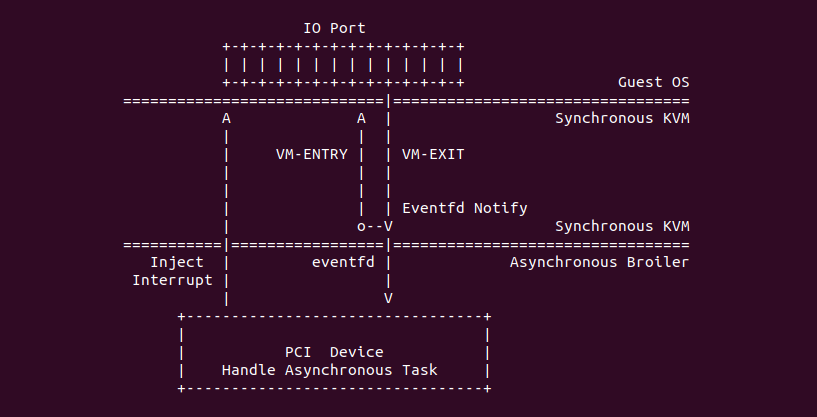 IO Port
+-+-+-+-+-+-+-+-+-+-+-+-+-+
| | | | | | | | | | | | | |
+-+-+-+-+-+-+-+-+-+-+-+-+-+ Guest OS
=============================|=================================
A A | Synchronous KVM
| | |
| VM-ENTRY | | VM-EXIT
| | |
| | |
| | | Eventfd Notify
| o--V Synchronous KVM
===========|=================|=================================
Inject | eventfd | Asynchronous Broiler
Interrupt | |
| V
+---------------------------------+
| |
| PCI Device |
| Handle Asynchronous Task |
+---------------------------------+